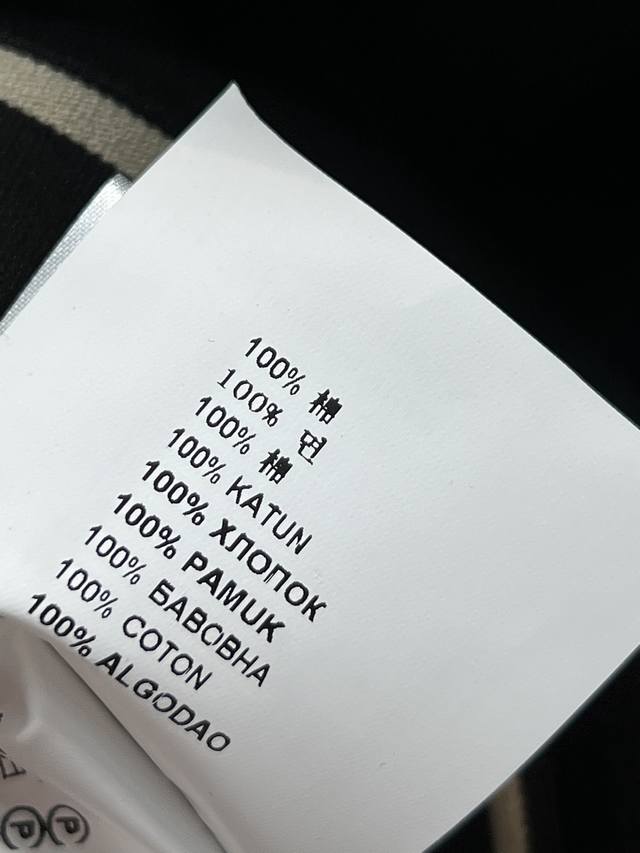 100% 棉
100% 면
100% 棉
100% KATUN
100% ХЛОПОК
100% PAMUK
100% БАВОВНА
100% COTON
100% ALGODAO
P P